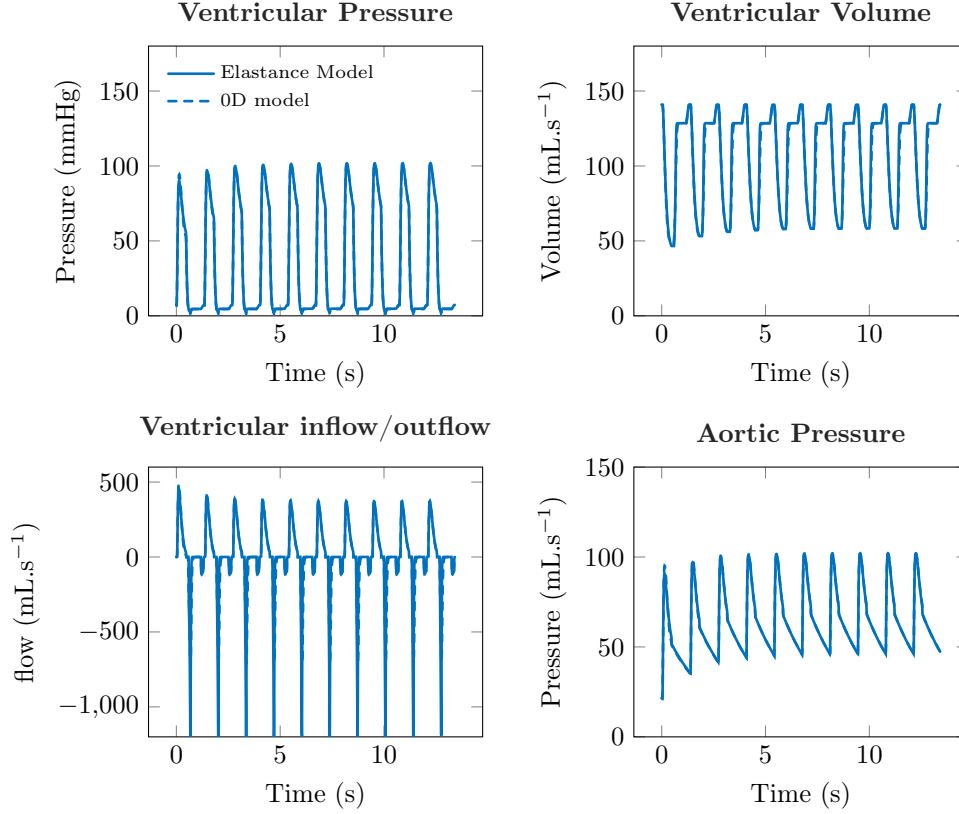 Ventricular Pressure
Ventricular Volume
Pressure (mmHg)
150
100
50
0
Elastance Model
0D model
0 5 10
Time (s)
Volume (mL.s⁻¹)
150
100
50
0
0 5 10
Time (s)
Ventricular inflow/outflow
Aortic Pressure
flow (mL.s⁻¹)
500
0
−500
−1,000
0 5 10
Time (s)
Pressure (mL.s⁻¹)
150
100
50
0
0 5 10
Time (s)